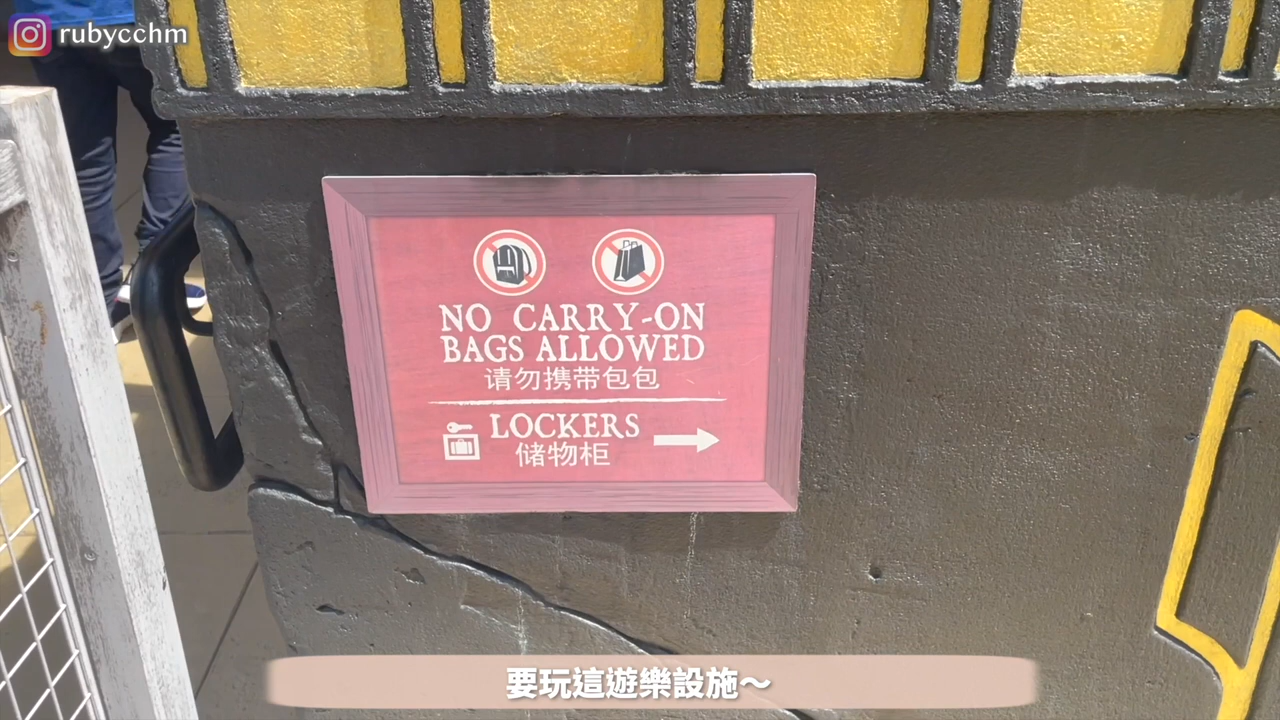 rubycchm
NO CARRY-ON
BAGS ALLOWED
请勿携带包包
LOCKERS
储物柜
要玩這遊樂設施～